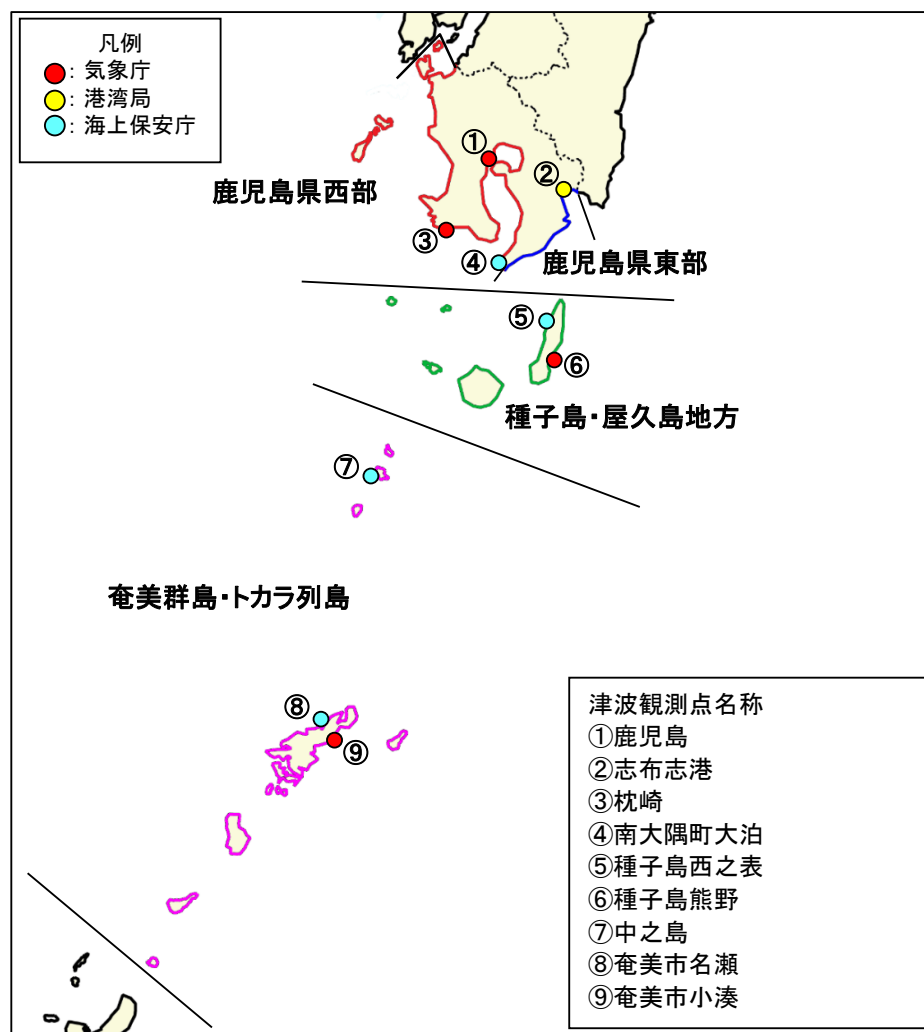 凡例
: 気象庁
: 港湾局
: 海上保安庁
①
②
鹿児島県西部
③
④
鹿児島県東部
⑤
⑥
種子島・屋久島地方
⑦
奄美群島・トカラ列島
⑧
⑨
津波観測点名称
①鹿児島
②志布志港
③枕崎
④南大隅町大泊
⑤種子島西之表
⑥種子島熊野
⑦中之島
⑧奄美市名瀬
⑨奄美市小湊